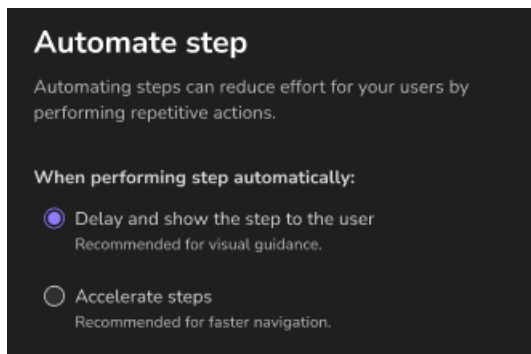 Automate step
Automating steps can reduce effort for your users by
performing repetitive actions.
When performing step automatically:
Delay and show the step to the user
Recommended for visual guidance.
Accelerate steps
Recommended for faster navigation.